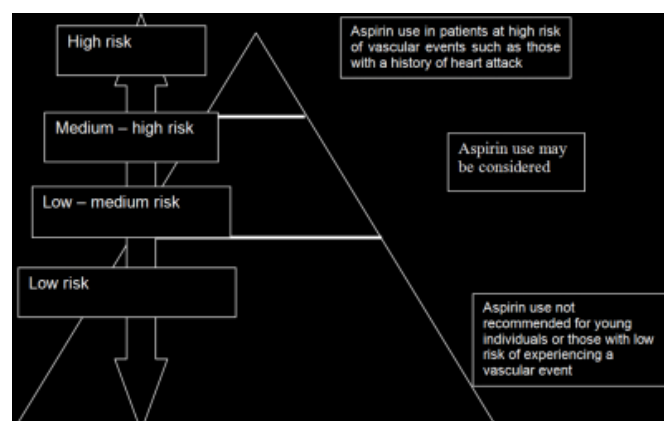 High risk
Aspirin use in patients at high risk
of vascular events such as those
with a history of heart attack
Medium – high risk
Aspirin use may
be considered
Low – medium risk
Low risk
Aspirin use not
recommended for young
individuals or those with low
risk of experiencing a
vascular event